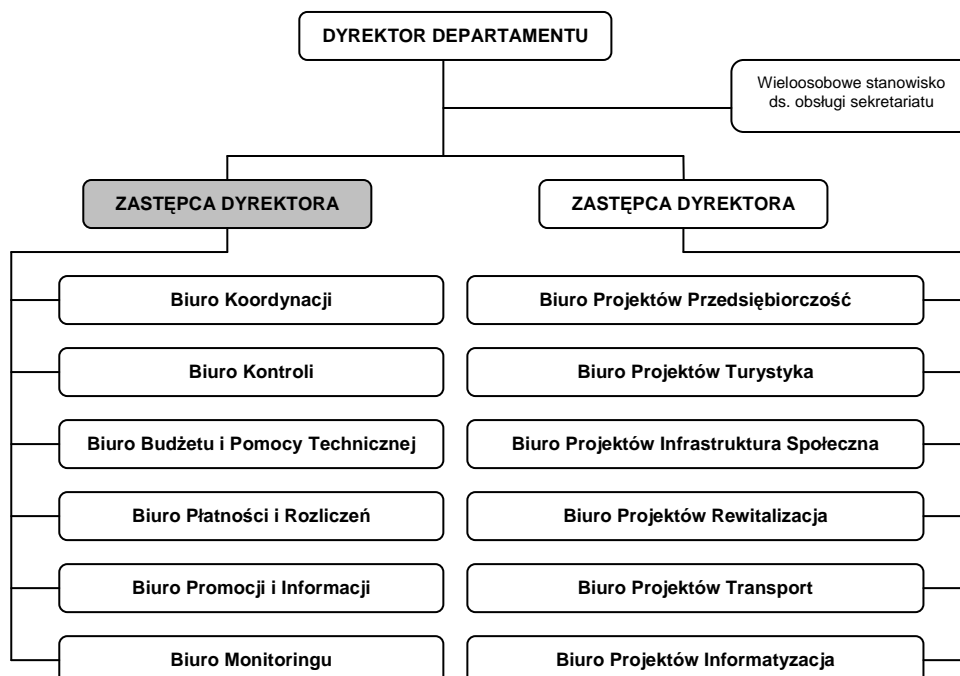 DYREKTOR DEPARTAMENTU
Wieloosobowe stanowisko
ds. obsługi sekretariatu
ZASTĘPCA DYREKTORA
ZASTĘPCA DYREKTORA
Biuro Koordynacji
Biuro Projektów Przedsiębiorczość
Biuro Kontroli
Biuro Projektów Turystyka
Biuro Budżetu i Pomocy Technicznej
Biuro Projektów Infrastruktura Społeczna
Biuro Płatności i Rozliczeń
Biuro Projektów Rewitalizacja
Biuro Promocji i Informacji
Biuro Projektów Transport
Biuro Monitoringu
Biuro Projektów Informatyzacja